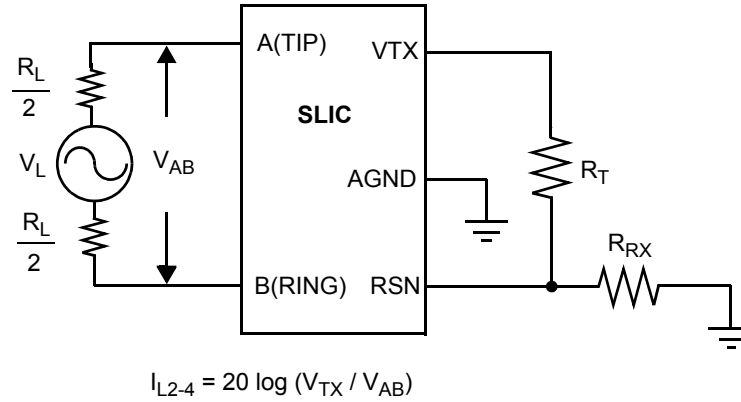 A(TIP)
VTX
R_L
2
SLIC
V_L
V_AB
AGND
R_T
R_L
2
R_RX
B(RING)
RSN
I_L2-4 = 20 log (V_TX / V_AB)